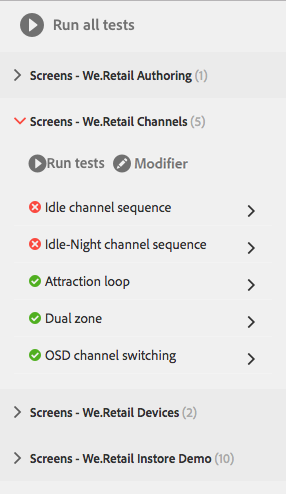 Run all tests
Screens - We.Retail Authoring (1)
Screens - We.Retail Channels (5)
Run tests Modifier
Idle channel sequence
Idle-Night channel sequence
Attraction loop
Dual zone
OSD channel switching
Screens - We.Retail Devices (2)
Screens - We.Retail Instore Demo (10)